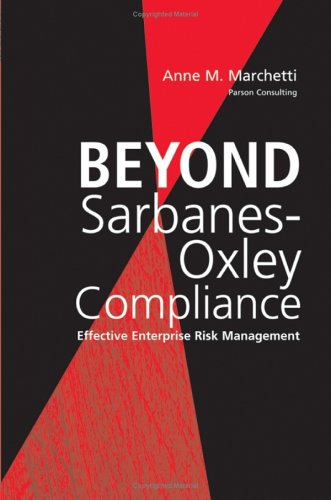 Anne M. Marchetti
Parson Consulting
BEYOND
Sarbanes-
Oxley
Compliance
Effective Enterprise Risk Management